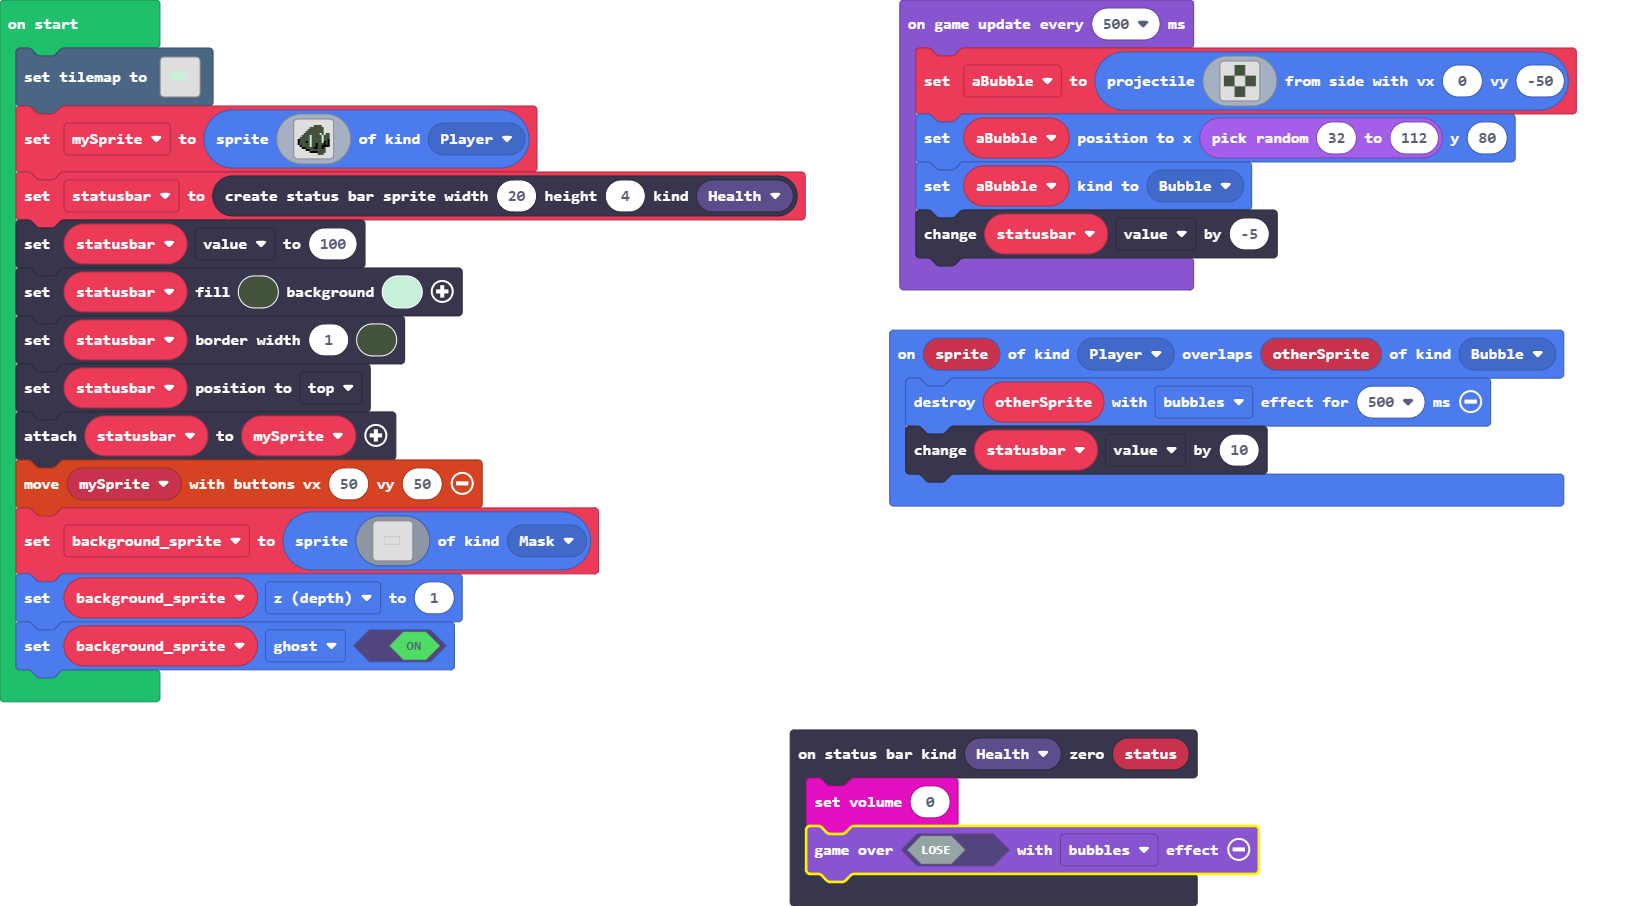 on start
set tilemap to
set mySprite to sprite of kind Player
set statusbar to create status bar sprite width 20 height 4 kind Health
set statusbar value to 100
set statusbar fill background
set statusbar border width 1
set statusbar position to top
attach statusbar to mySprite
move mySprite with buttons vx 50 vy 50
set background_sprite to sprite of kind Mask
set background_sprite z (depth) to 1
set background_sprite ghost ON
on game update every 500 ms
set aBubble to projectile from side with vx 0 vy -50
set aBubble position to x pick random 32 to 112 y 80
set aBubble kind to Bubble
change statusbar value by -5
on sprite of kind Player overlaps otherSprite of kind Bubble
destroy otherSprite with bubbles effect for 500 ms
change statusbar value by 10
on status bar kind Health zero status
set volume 0
game over LOSE with bubbles effect